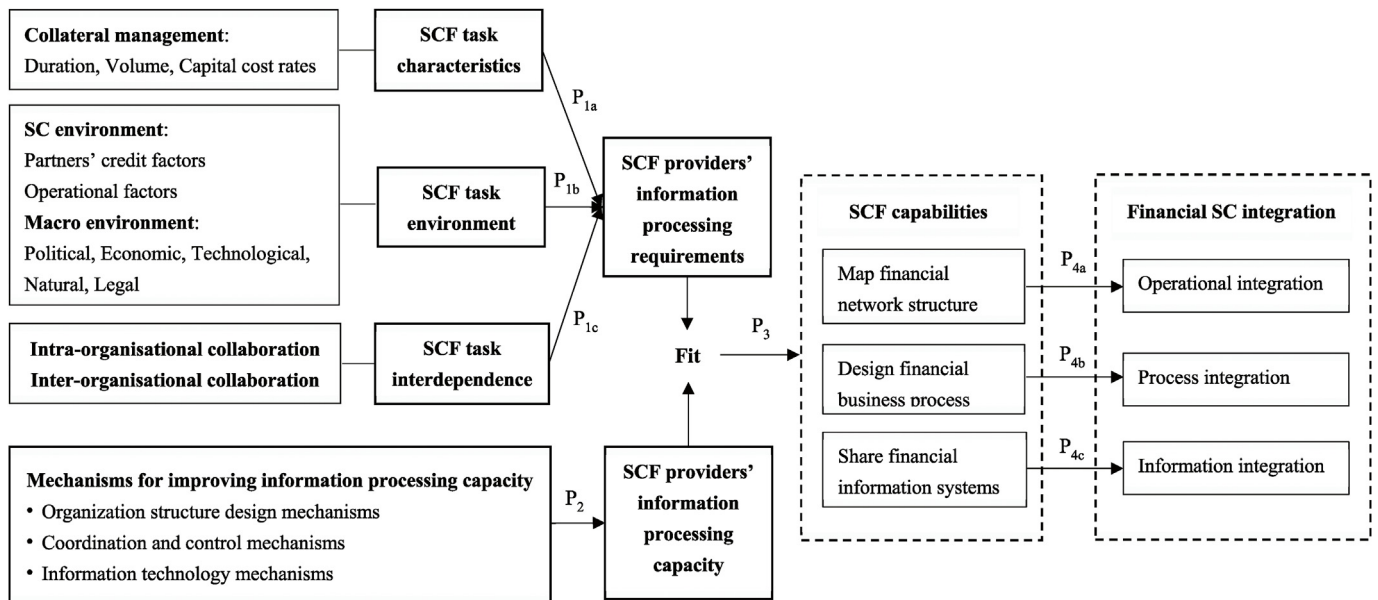 Collateral management:
Duration, Volume, Capital cost rates
SCF task
characteristics
P1a
SC environment:
Partners' credit factors
Operational factors
Macro environment:
Political, Economic, Technological,
Natural, Legal
SCF task
environment
P1b
Intra-organisational collaboration
Inter-organisational collaboration
SCF task
interdependence
P1c
SCF providers'
information
processing
requirements
Fit
P3
Mechanisms for improving information processing capacity
• Organization structure design mechanisms
• Coordination and control mechanisms
• Information technology mechanisms
P2
SCF providers'
information
processing
capacity
SCF capabilities
Map financial
network structure
Design financial
business process
Share financial
information systems
P4a
P4b
P4c
Financial SC integration
Operational integration
Process integration
Information integration